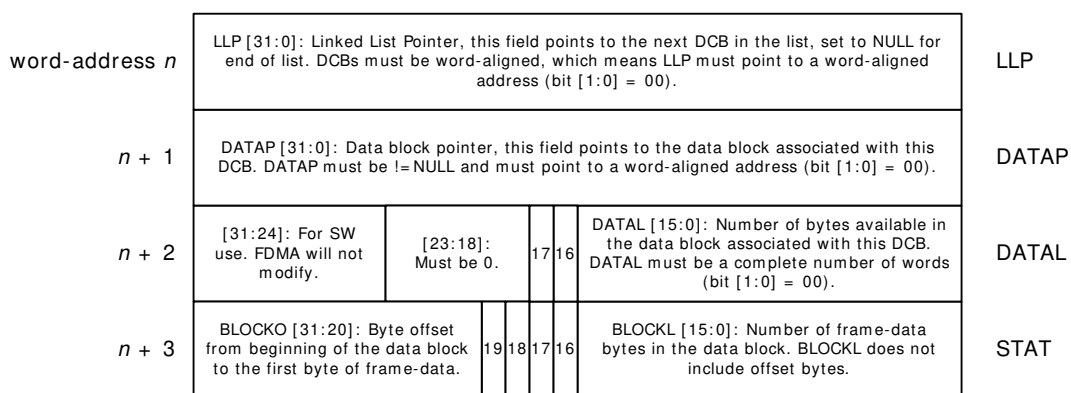 word-address n
LLP [31:0]: Linked List Pointer, this field points to the next DCB in the list, set to NULL for
end of list. DCBs must be word-aligned, which means LLP must point to a word-aligned
address (bit [1:0] = 00).
LLP
n + 1
DATAP [31:0]: Data block pointer, this field points to the data block associated with this
DCB. DATAP must be != NULL and must point to a word-aligned address (bit [1:0] = 00).
DATAP
n + 2
[31:24]: For SW
use. FDMA will not
modify.
[23:18]:
Must be 0.
17
16
DATAL [15:0]: Number of bytes available in
the data block associated with this DCB.
DATAL must be a complete number of words
(bit [1:0] = 00).
DATAL
n + 3
BLOCKO [31:20]: Byte offset
from beginning of the data block
to the first byte of frame-data.
19
18
17
16
BLOCKL [15:0]: Number of frame-data
bytes in the data block. BLOCKL does not
include offset bytes.
STAT